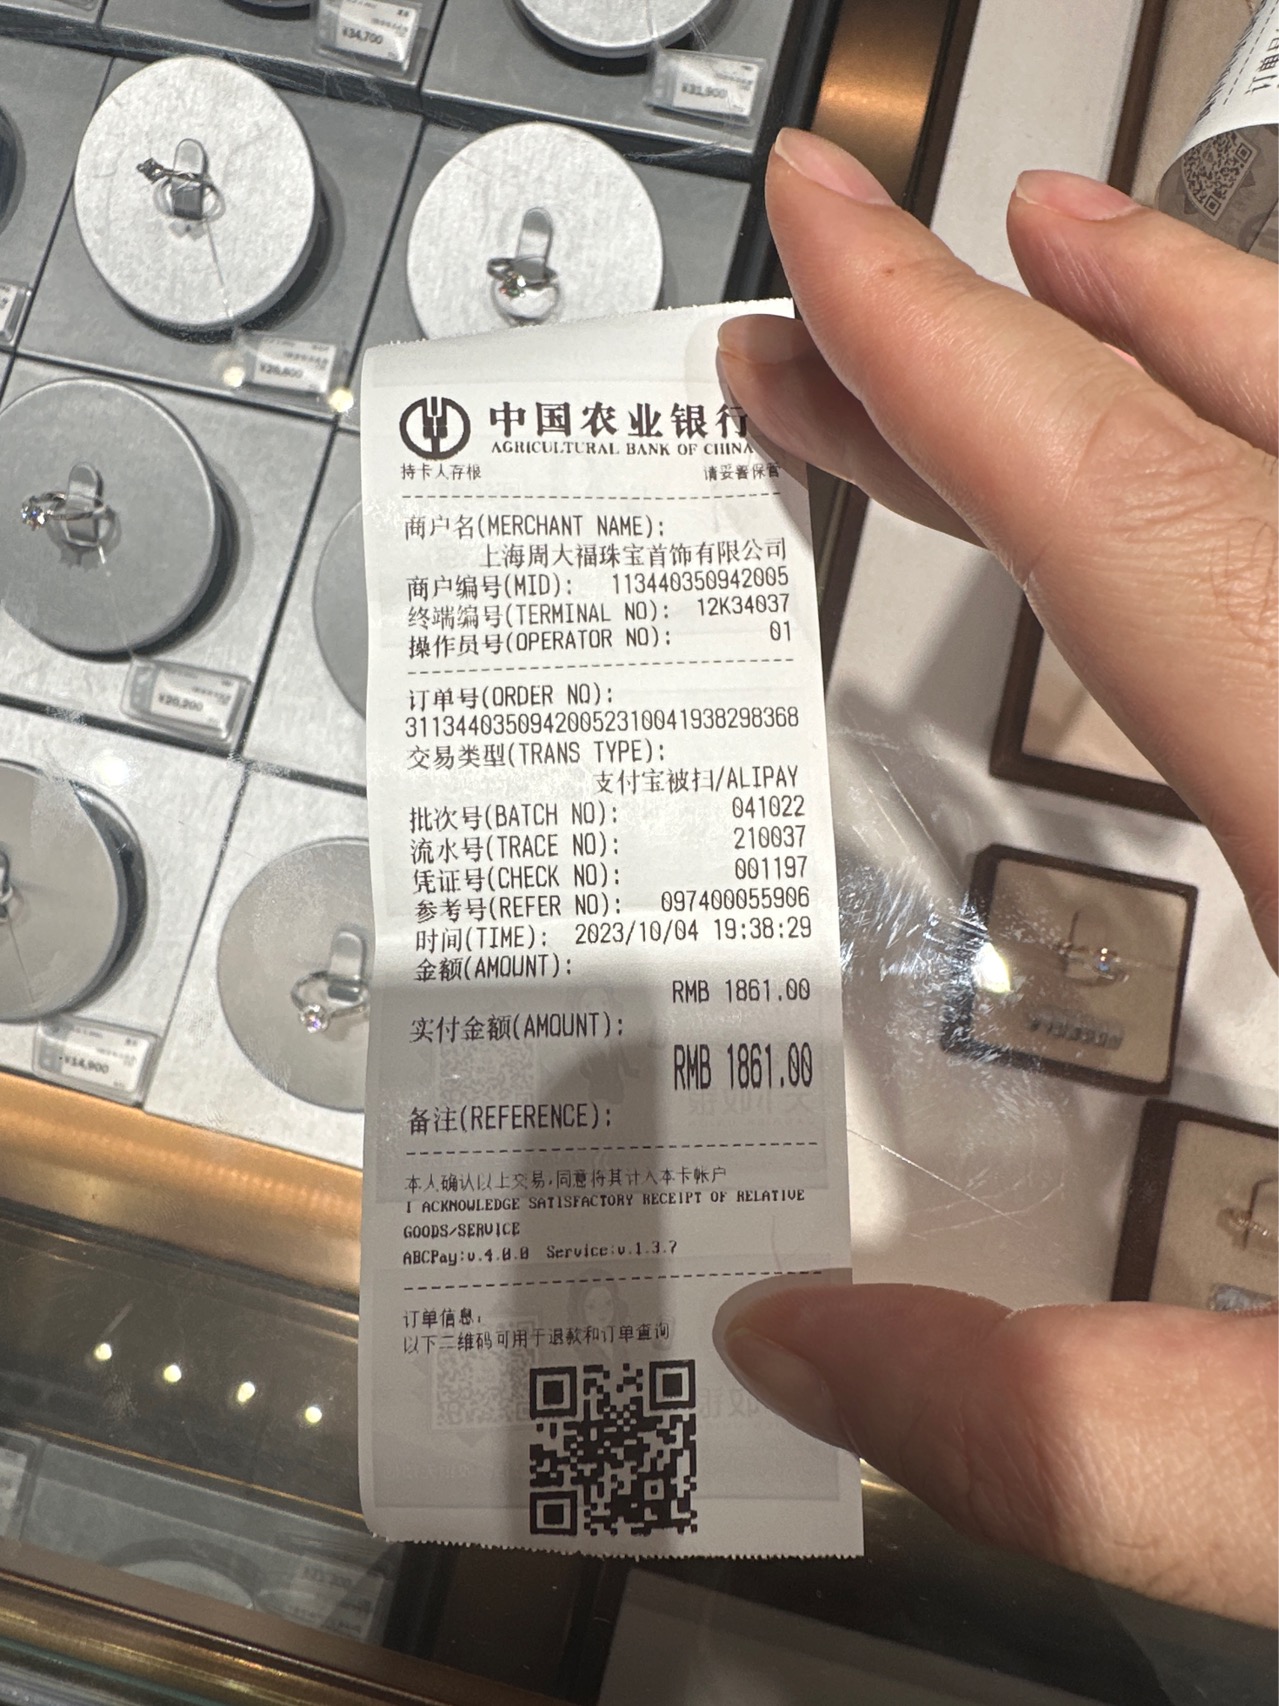 ¥34,700
¥31,900
订单
¥28,800
¥20,200
¥14,900
中国农业银行
AGRICULTURAL BANK OF CHINA
持卡人存根 请妥善保管
商户名(MERCHANT NAME):
上海周大福珠宝首饰有限公司
商户编号(MID): 113440350942005
终端编号(TERMINAL NO): 12K34037
操作员号(OPERATOR NO): 01
订单号(ORDER NO):
31134403509420052310041938298368
交易类型(TRANS TYPE):
支付宝被扫/ALIPAY
批次号(BATCH NO): 041022
流水号(TRACE NO): 210037
凭证号(CHECK NO): 001197
参考号(REFER NO): 097400055906
时间(TIME): 2023/10/04 19:38:29
金额(AMOUNT):
RMB 1861.00
实付金额(AMOUNT):
RMB 1861.00
备注(REFERENCE):
本人确认以上交易,同意将其计入本卡帐户
I ACKNOWLEDGE SATISFACTORY RECEIPT OF RELATIVE
GOODS/SERVICE
ABCPay:v.4.0.0 Service:v.1.3.7
订单信息:
以下二维码可用于退款和订单查询